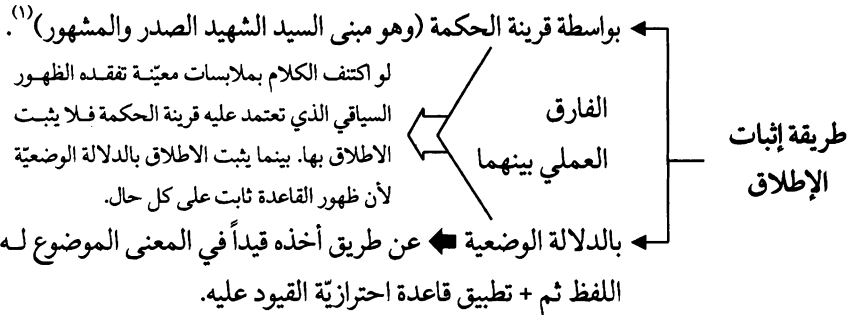 طريقة إثبات
الإطلاق
بواسطة قرينة الحكمة (وهو مبنى السيد الشهيد الصدر والمشهور)(١).
الفارق
العملي بينهما
لو اكتنف الكلام بملابسات معيّنة تفقده الظهور
السياقي الذي تعتمد عليه قرينة الحكمة فلا يثبت
الاطلاق بها. بينما يثبت الاطلاق بالدلالة الوضعيّة
لأن ظهور القاعدة ثابت على كل حال.
بالدلالة الوضعية عن طريق أخذه قيداً في المعنى الموضوع له
اللفظ ثم + تطبيق قاعدة احترازيّة القيود عليه.